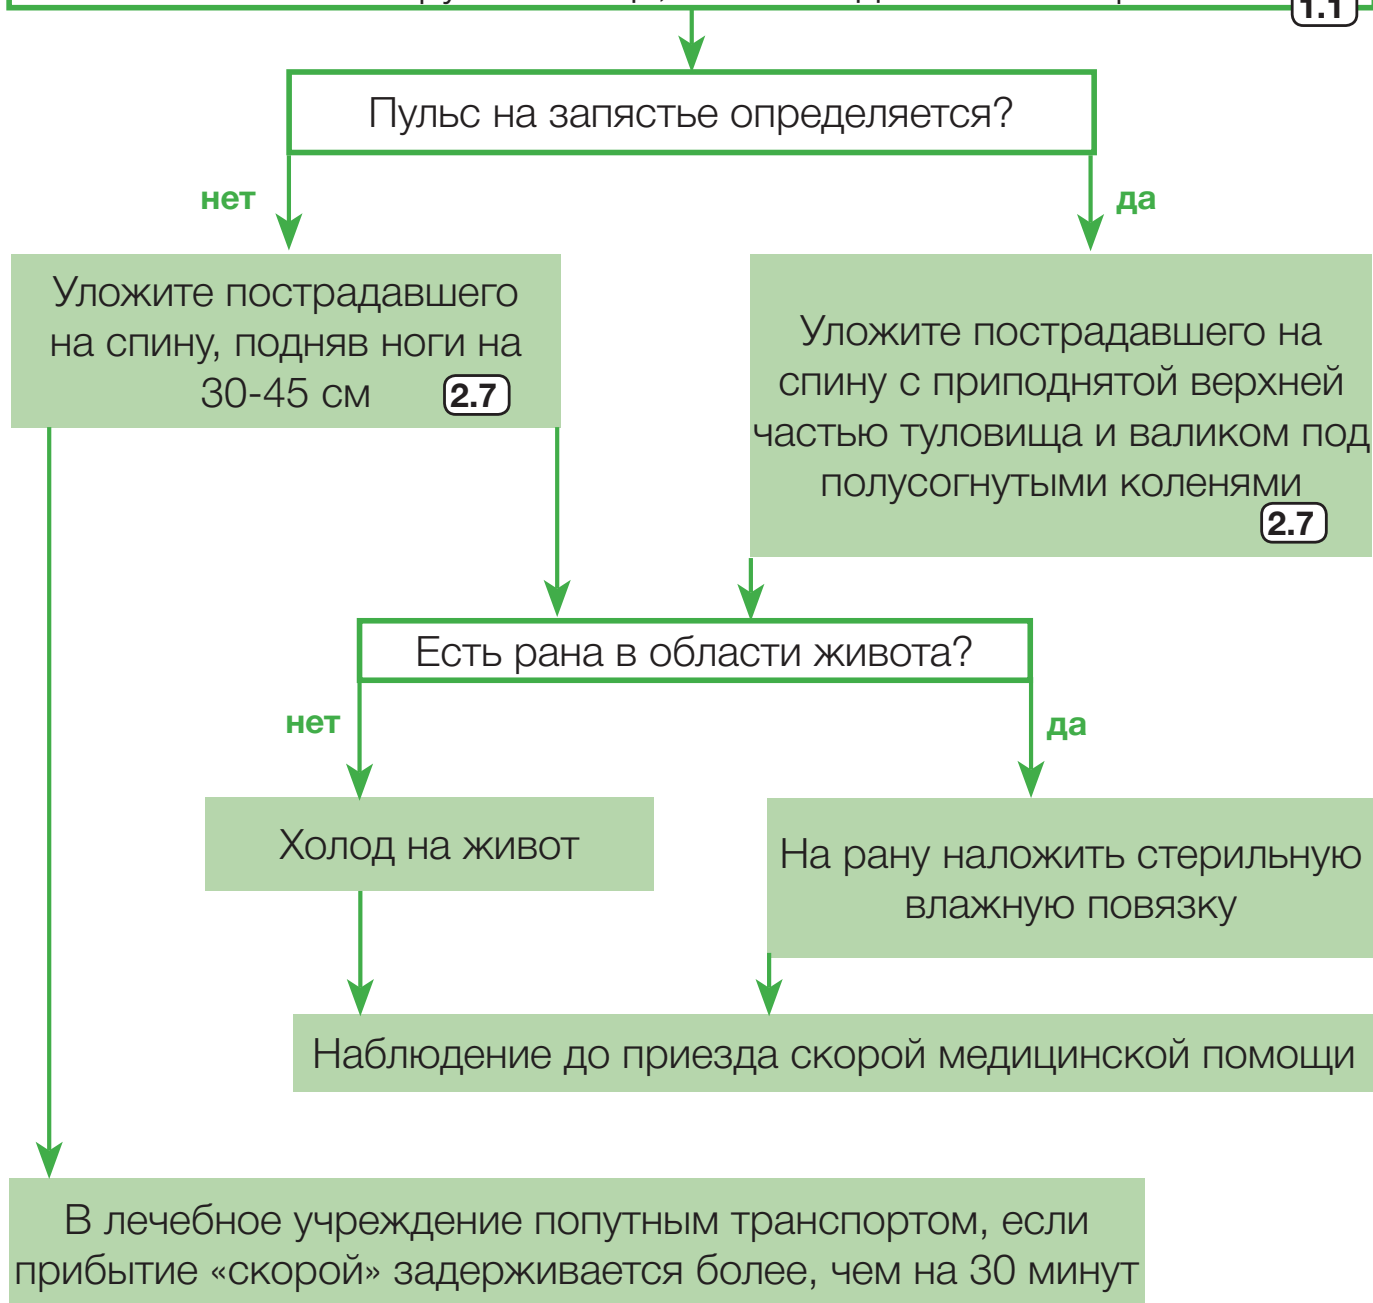 1.1
Пульс на запястье определяется?
нет
да
Уложите пострадавшего
на спину, подняв ноги на
30-45 см 2.7
Уложите пострадавшего на
спину с приподнятой верхней
частью туловища и валиком под
полусогнутыми коленями
2.7
Есть рана в области живота?
нет
да
Холод на живот
На рану наложить стерильную
влажную повязку
Наблюдение до приезда скорой медицинской помощи
В лечебное учреждение попутным транспортом, если
прибытие «скорой» задерживается более, чем на 30 минут